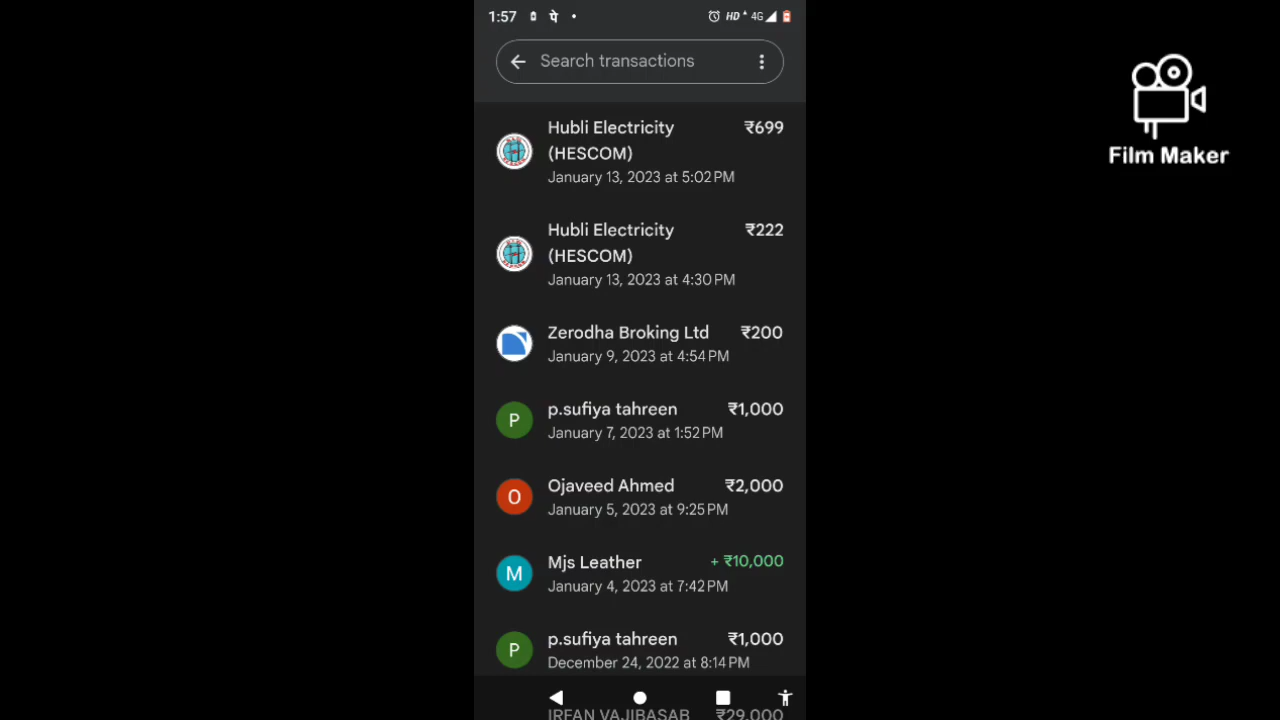 1:57 पे HD 4G
Search transactions
Hubli Electricity ₹699
(HESCOM)
January 13, 2023 at 5:02 PM
Hubli Electricity ₹222
(HESCOM)
January 13, 2023 at 4:30 PM
Zerodha Broking Ltd ₹200
January 9, 2023 at 4:54 PM
P p.sufiya tahreen ₹1,000
January 7, 2023 at 1:52 PM
O Ojaveed Ahmed ₹2,000
January 5, 2023 at 9:25 PM
M Mjs Leather + ₹10,000
January 4, 2023 at 7:42 PM
P p.sufiya tahreen ₹1,000
December 24, 2022 at 8:14 PM
IRFAN VAJIBASAB ₹29,000
Film Maker